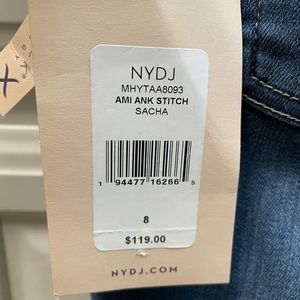 NYDJ
MHYTAA8093
AMI ANK STITCH
SACHA
1 94477 16266 5
8
$119.00
NYDJ.COM